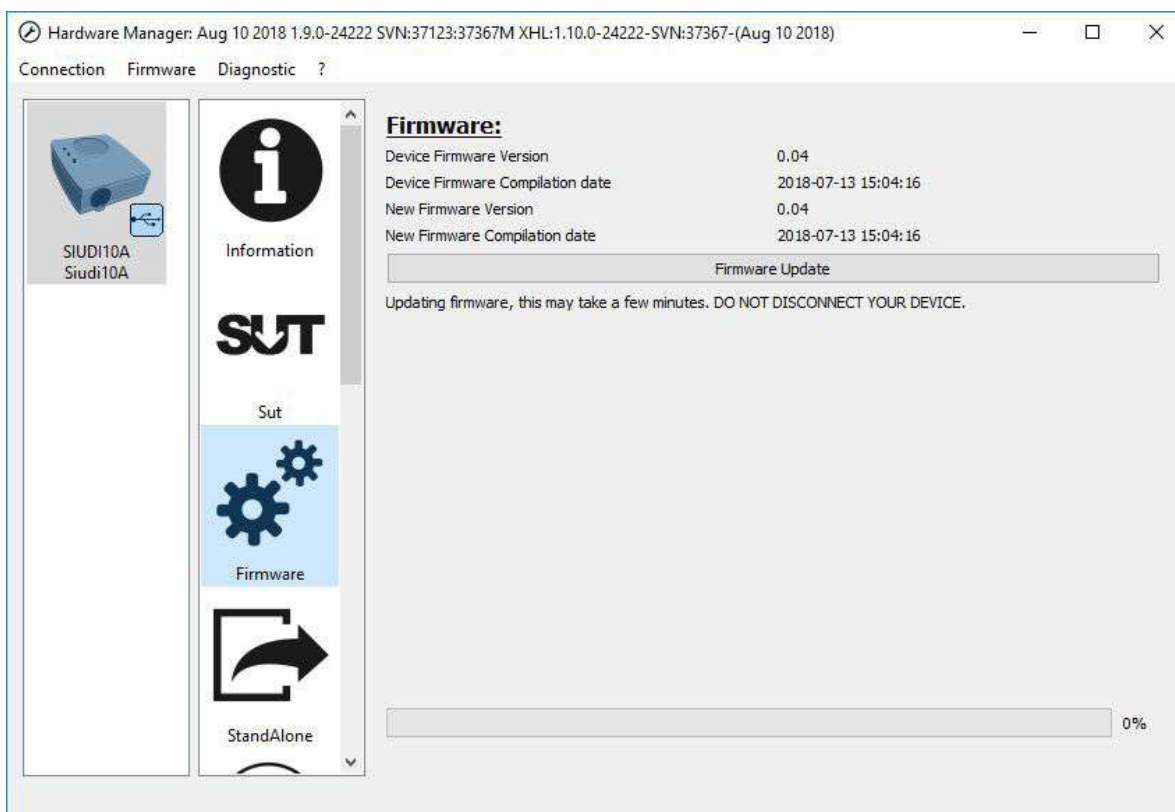 Hardware Manager: Aug 10 2018 1.9.0-24222 SVN:37123:37367M XHL:1.10.0-24222-SVN:37367-(Aug 10 2018)
Connection Firmware Diagnostic ?
SIUDI10A
Siudi10A
Information
SUT
Sut
Firmware
StandAlone
Firmware:
Device Firmware Version 0.04
Device Firmware Compilation date 2018-07-13 15:04:16
New Firmware Version 0.04
New Firmware Compilation date 2018-07-13 15:04:16
Firmware Update
Updating firmware, this may take a few minutes. DO NOT DISCONNECT YOUR DEVICE.
0%